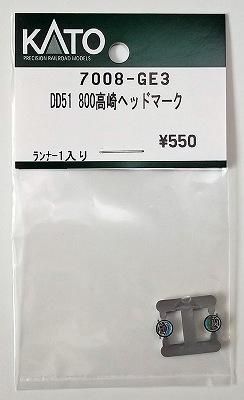 KATO
PRECISION RAILROAD MODELS
7008-GE3
DD51 800高崎ヘッドマーク
¥550
ランナー1入り